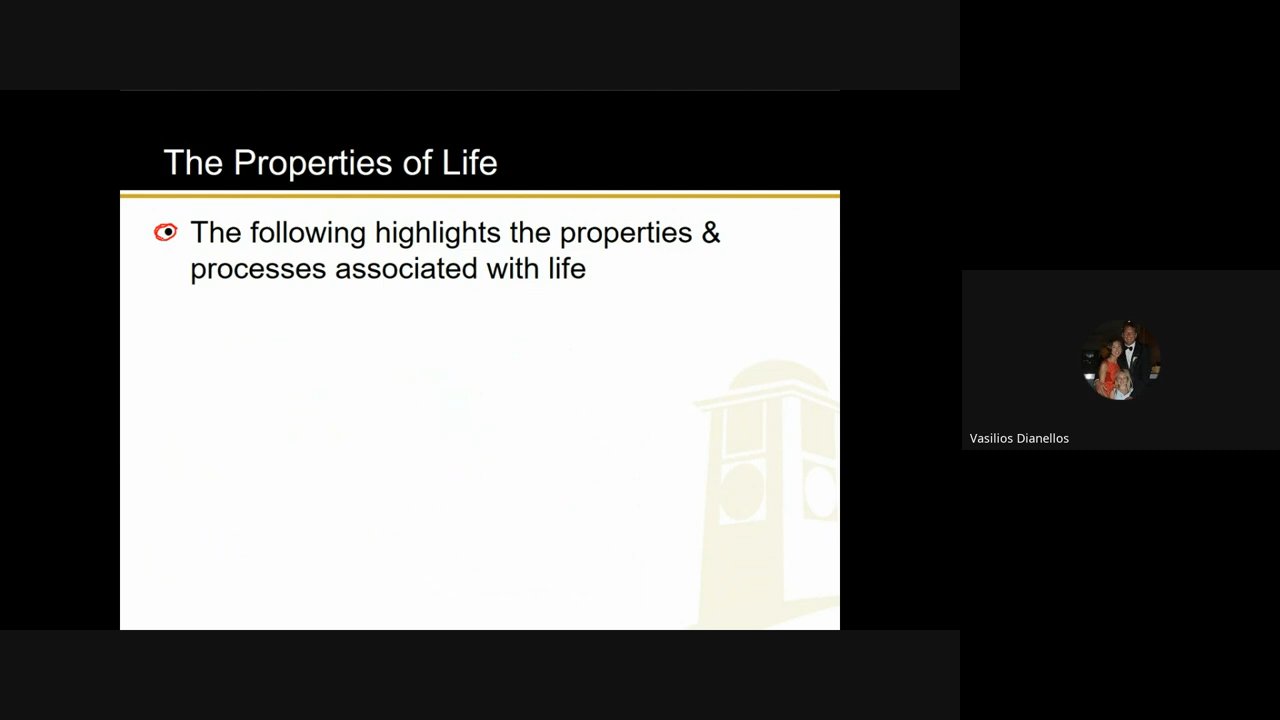 The Properties of Life
The following highlights the properties &
processes associated with life
Vasilios Dianellos